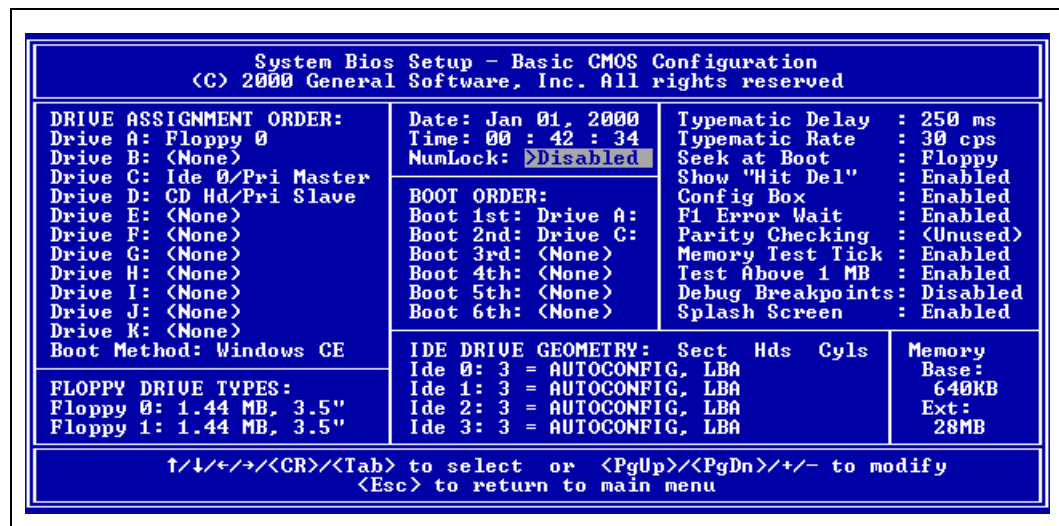 System Bios Setup - Basic CMOS Configuration
(C) 2000 General Software, Inc. All rights reserved
DRIVE ASSIGNMENT ORDER:
Drive A: Floppy 0
Drive B: (None)
Drive C: Ide 0/Pri Master
Drive D: CD Hd/Pri Slave
Drive E: (None)
Drive F: (None)
Drive G: (None)
Drive H: (None)
Drive I: (None)
Drive J: (None)
Drive K: (None)
Boot Method: Windows CE
FLOPPY DRIVE TYPES:
Floppy 0: 1.44 MB, 3.5"
Floppy 1: 1.44 MB, 3.5"
Date: Jan 01, 2000
Time: 00 : 42 : 34
NumLock: >Disabled
BOOT ORDER:
Boot 1st: Drive A:
Boot 2nd: Drive C:
Boot 3rd: (None)
Boot 4th: (None)
Boot 5th: (None)
Boot 6th: (None)
Typematic Delay : 250 ms
Typematic Rate : 30 cps
Seek at Boot : Floppy
Show "Hit Del" : Enabled
Config Box : Enabled
F1 Error Wait : Enabled
Parity Checking : (Unused)
Memory Test Tick : Enabled
Test Above 1 MB : Enabled
Debug Breakpoints: Disabled
Splash Screen : Enabled
IDE DRIVE GEOMETRY: Sect Hds Cyls
Ide 0: 3 = AUTOCONFIG, LBA
Ide 1: 3 = AUTOCONFIG, LBA
Ide 2: 3 = AUTOCONFIG, LBA
Ide 3: 3 = AUTOCONFIG, LBA
Memory
Base:
640KB
Ext:
28MB
↑/↓/←/→/<CR>/<Tab> to select or <PgUp>/<PgDn>/+/- to modify
<Esc> to return to main menu